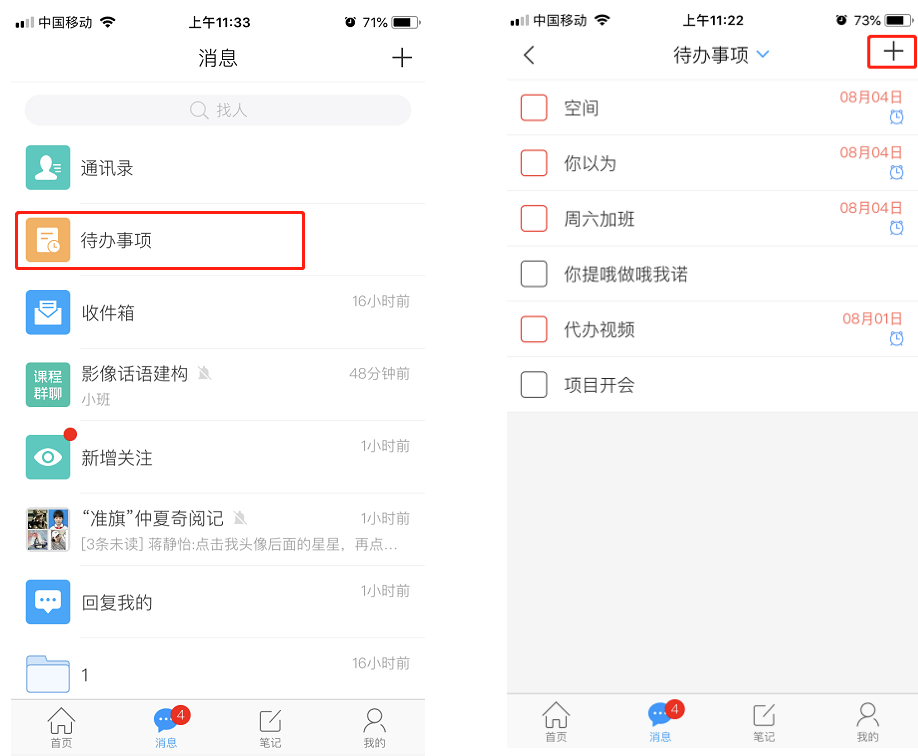 中国移动 上午11:33 71%
消息
找人
通讯录
待办事项
收件箱 16小时前
课程群聊 影像话语建构 48分钟前
小班
新增关注 1小时前
“准旗”仲夏奇阅记 1小时前
[3条未读] 蒋静怡:点击我头像后面的星星，再点...
回复我的 1小时前
1 16小时前
4
首页 消息 笔记 我的
中国移动 上午11:22 73%
待办事项
空间 08月04日
你以为 08月04日
周六加班 08月04日
你提哦做哦我诺
代办视频 08月01日
项目开会
4
首页 消息 笔记 我的